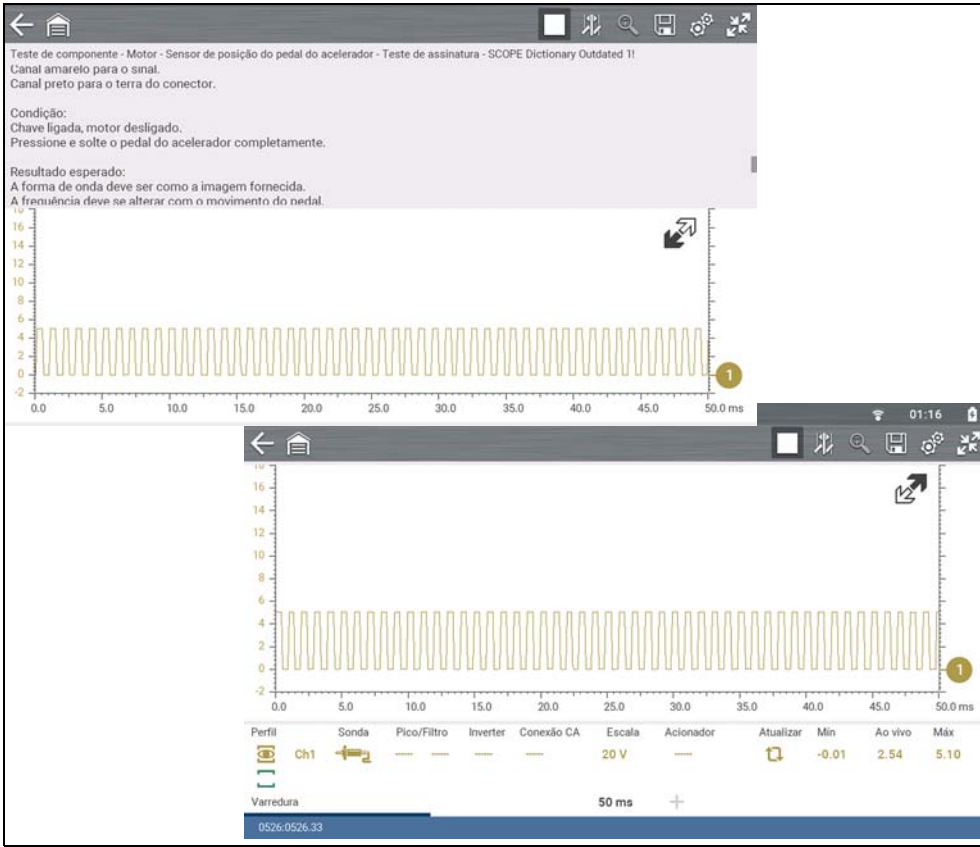 Teste de componente - Motor - Sensor de posição do pedal do acelerador - Teste de assinatura - SCOPE Dictionary Outdated 1!
Canal amarelo para o sinal.
Canal preto para o terra do conector.
Condição:
Chave ligada, motor desligado.
Pressione e solte o pedal do acelerador completamente.
Resultado esperado:
A forma de onda deve ser como a imagem fornecida.
A frequência deve se alterar com o movimento do pedal.
18
16
14
12
10
8
6
4
2
0
-2
1
0.0 5.0 10.0 15.0 20.0 25.0 30.0 35.0 40.0 45.0 50.0 ms
01:16
18
16
14
12
10
8
6
4
2
0
-2
1
0.0 5.0 10.0 15.0 20.0 25.0 30.0 35.0 40.0 45.0 50.0 ms
Perfil Sonda Pico/Filtro Inverter Conexão CA Escala Acionador Atualizar Mín Ao vivo Máx
Ch1 ----- ----- ----- ----- 20 V ----- -0.01 2.54 5.10
Varredura 50 ms +
0526:0526.33